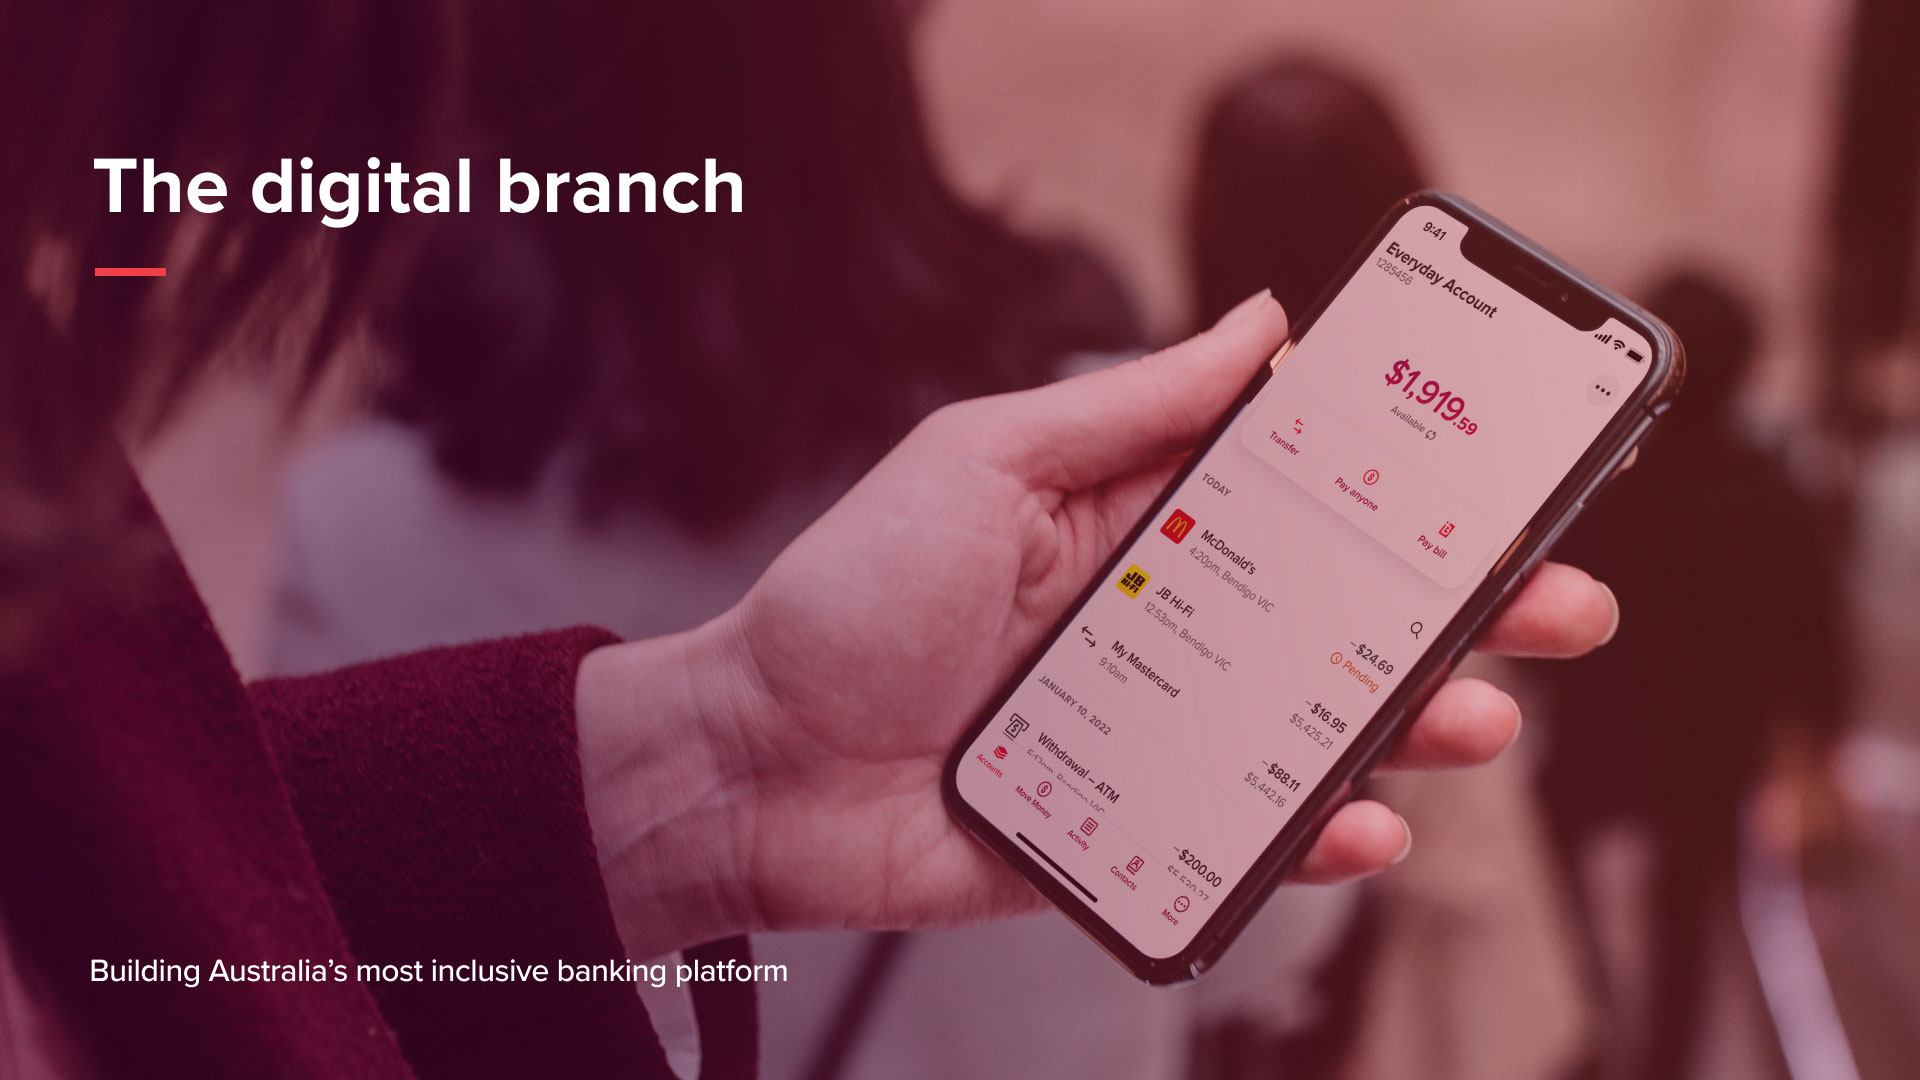 The digital branch
Building Australia’s most inclusive banking platform
9:41
Everyday Account
1285456
$1,919.59
Available
Transfer
Pay anyone
Pay bill
TODAY
McDonald's
4:20pm, Bendigo VIC
–$24.69
Pending
JB HI-FI
JB Hi-Fi
12:53pm, Bendigo VIC
–$16.95
$5,425.21
My Mastercard
9:10am
–$88.11
$5,442.16
JANUARY 10, 2022
Withdrawal – ATM
–$200.00
Accounts
Move Money
Activity
Contacts
More